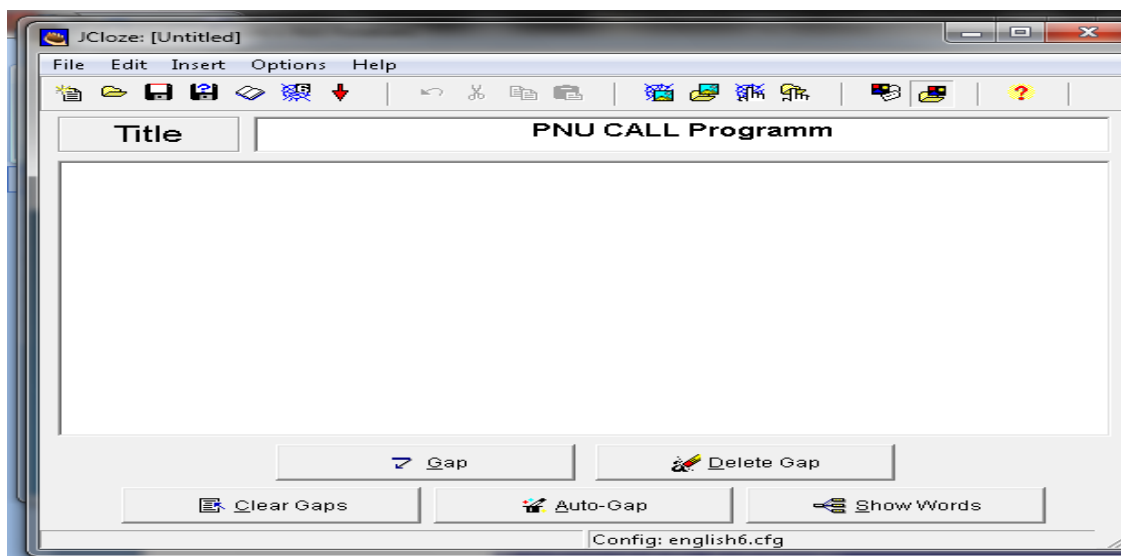 JCloze: [Untitled]
File Edit Insert Options Help
Title PNU CALL Programm
Gap Delete Gap
Clear Gaps Auto-Gap Show Words
Config: english6.cfg